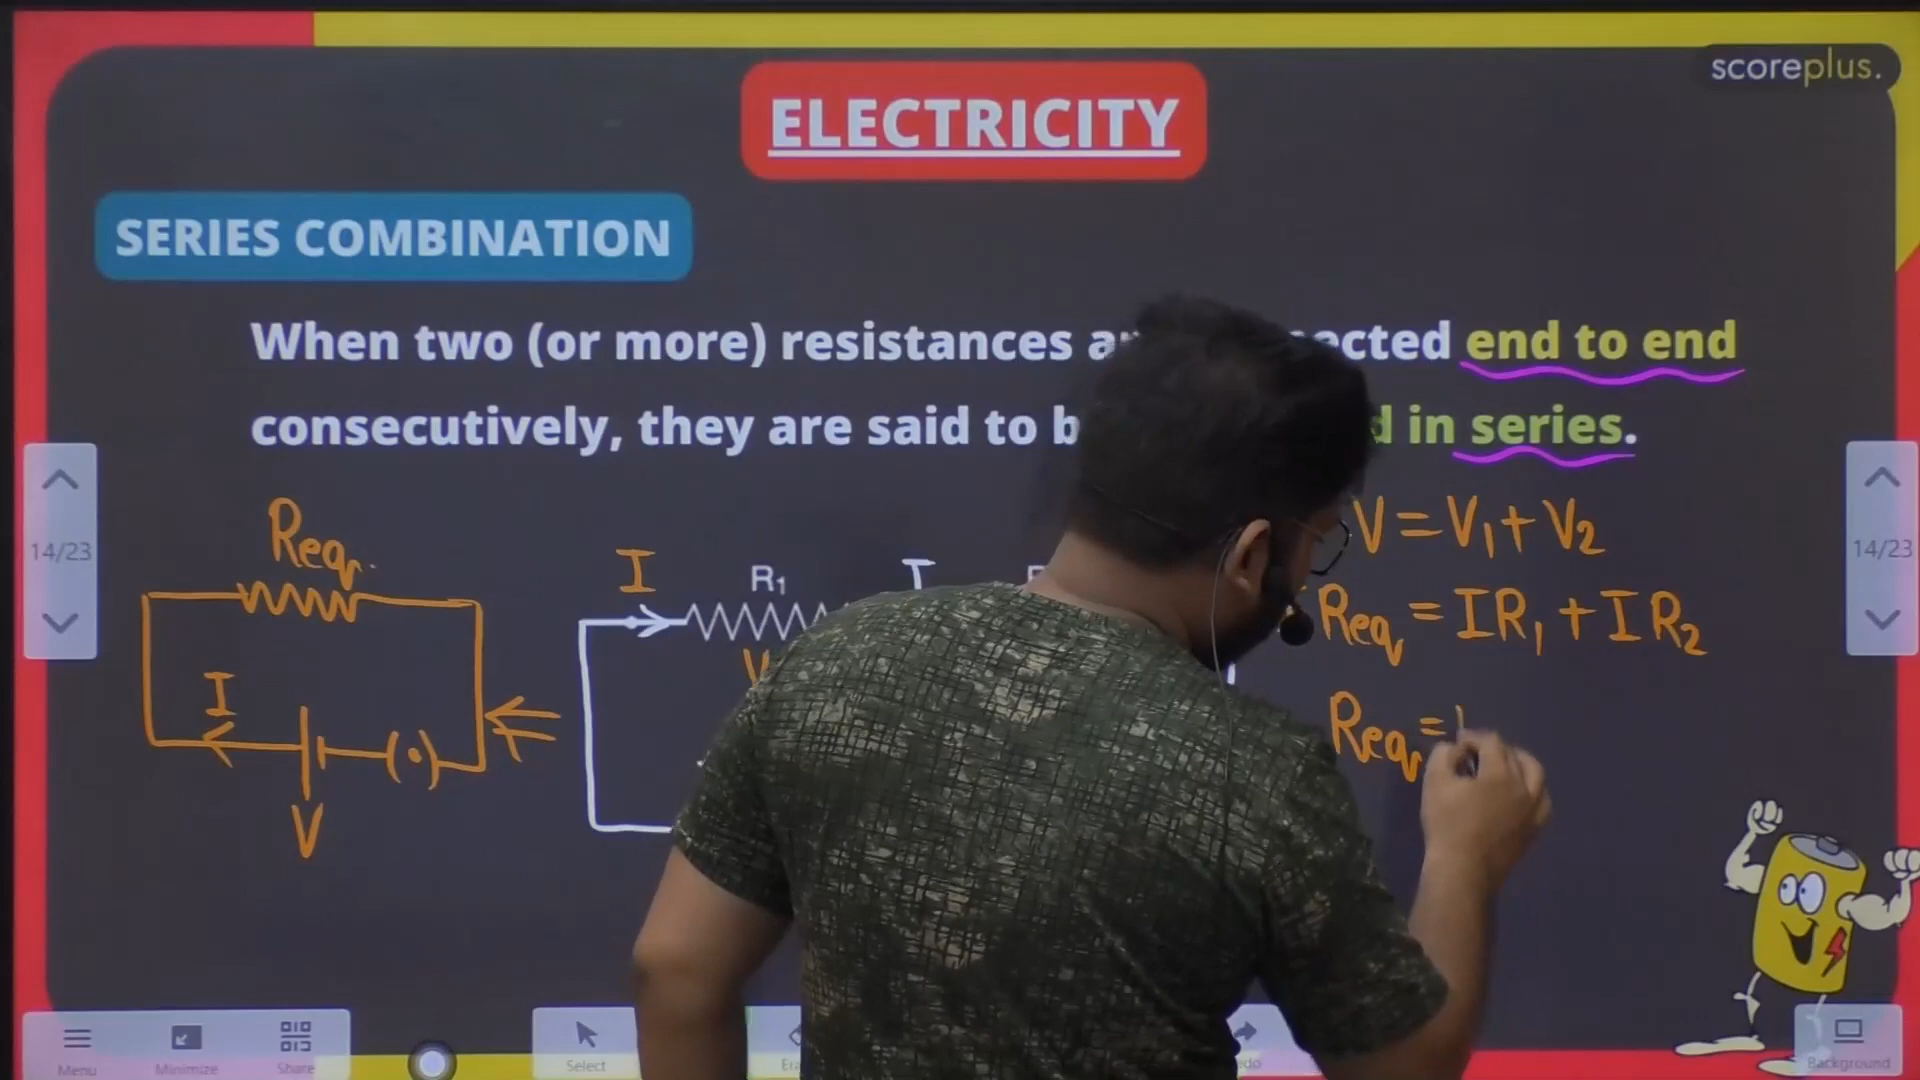 scoreplus.
ELECTRICITY
SERIES COMBINATION
When two (or more) resistances end to end
consecutively, they are said to in series.
14/23
14/23
Req.
I
V
I
R1
V = V1 + V2
Req = IR1 + IR2
Req =
Menu
Minimize
Share
Select
Background